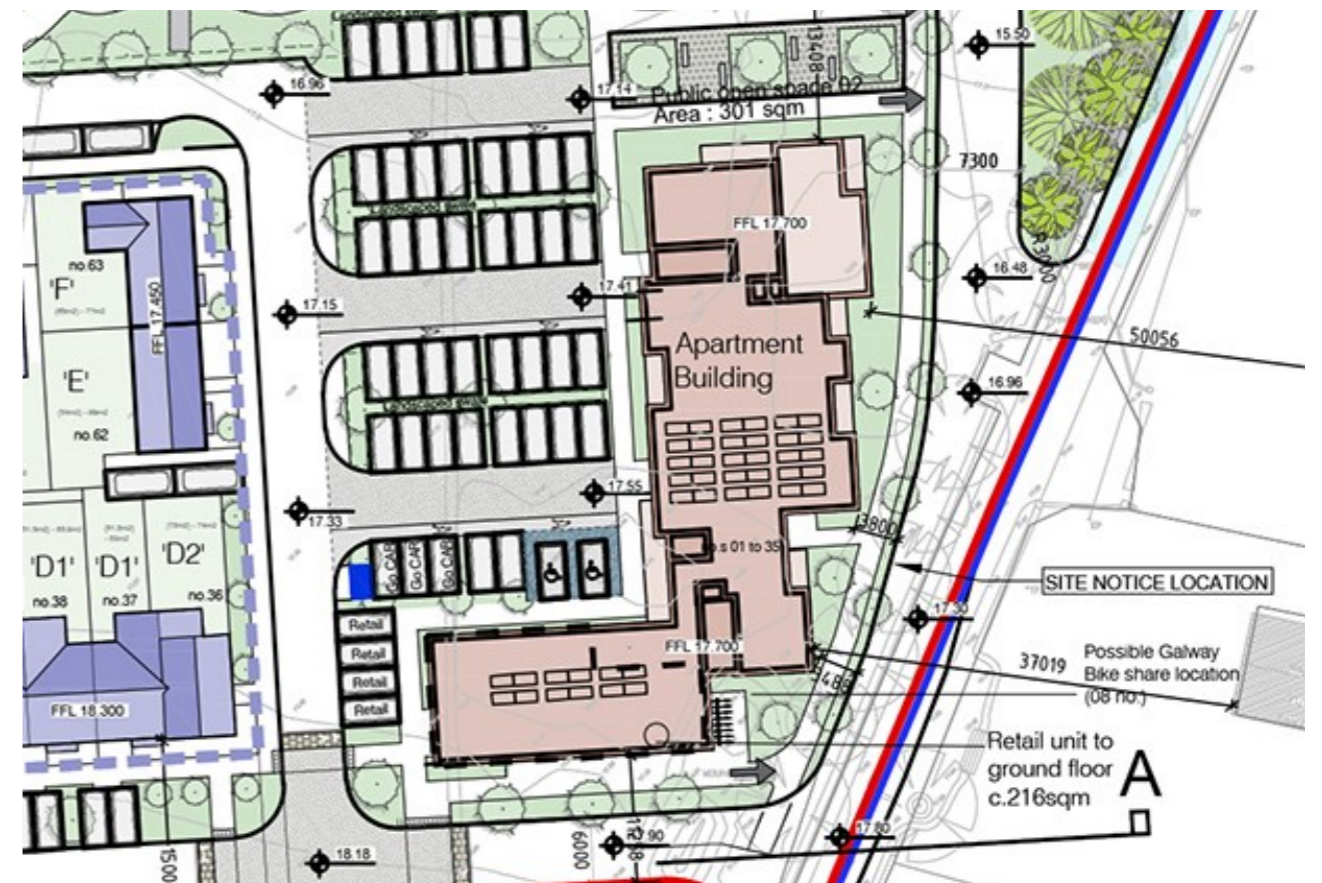 15.50
16.96
17.14
13408
Public open space 02
Area : 301 sqm
7300
FFL 17.700
no.63
'F'
FFL 17.450
17.15
17.41
16.48
R3000
50056
Apartment
Building
'E'
no.62
16.96
17.55
17.33
3800
'D1'
'D1'
'D2'
no.38
no.37
no.36
Go CAR
Go CAR
Go CAR
o.s 01 to 35
SITE NOTICE LOCATION
17.30
Retail
Retail
Retail
Retail
FFL 17.700
37019
Possible Galway
Bike share location
(08 no.)
FFL 18.300
Retail unit to
ground floor
c.216sqm
A
17.80
6000
18.18
1500